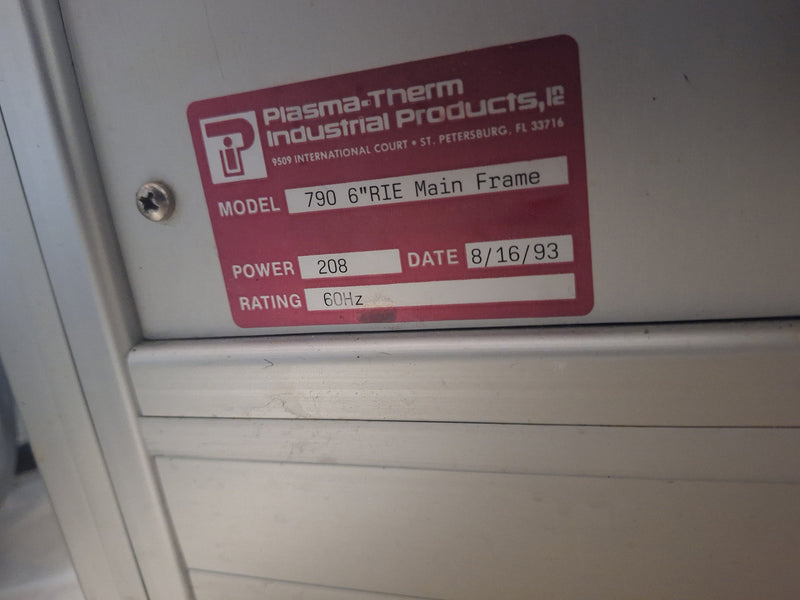 Plasma-Therm
Industrial Products, Inc
9509 INTERNATIONAL COURT • ST. PETERSBURG, FL 33716
MODEL 790 6"RIE Main Frame
POWER 208 DATE 8/16/93
RATING 60Hz